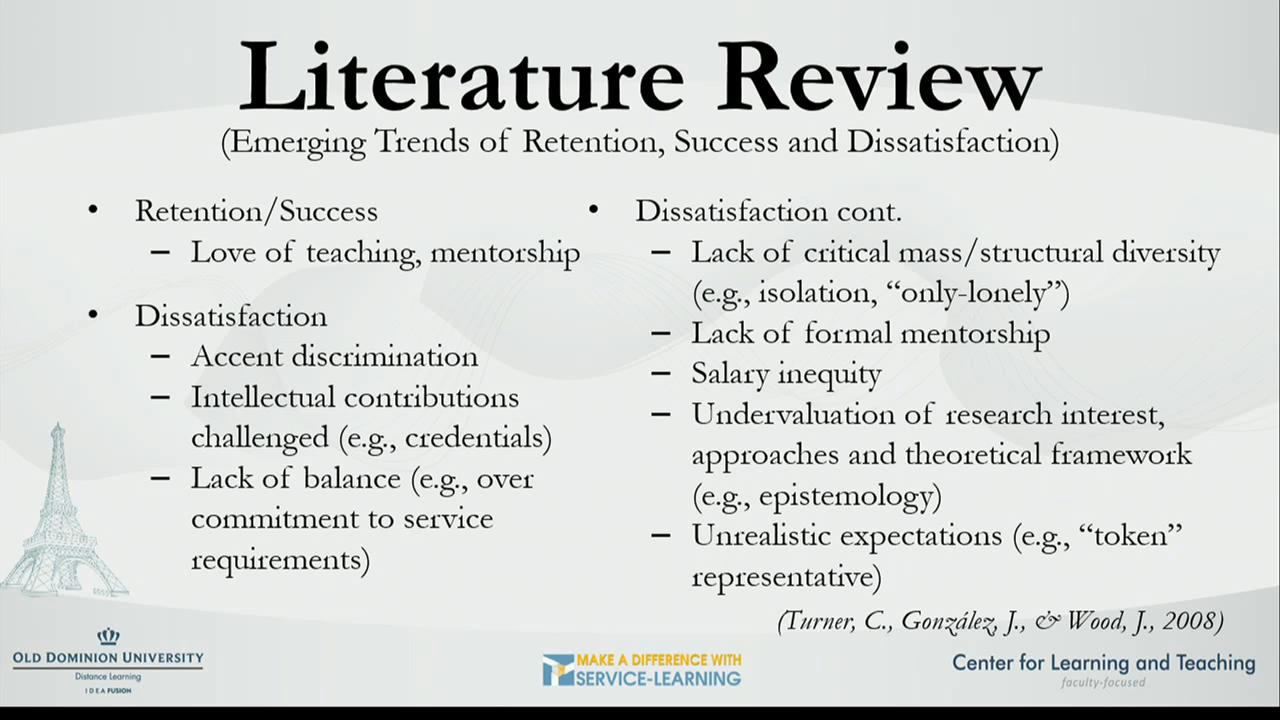 Literature Review
(Emerging Trends of Retention, Success and Dissatisfaction)
• Retention/Success
– Love of teaching, mentorship
• Dissatisfaction
– Accent discrimination
– Intellectual contributions
challenged (e.g., credentials)
– Lack of balance (e.g., over
commitment to service
requirements)
• Dissatisfaction cont.
– Lack of critical mass/structural diversity
(e.g., isolation, “only-lonely”)
– Lack of formal mentorship
– Salary inequity
– Undervaluation of research interest,
approaches and theoretical framework
(e.g., epistemology)
– Unrealistic expectations (e.g., “token”
representative)
(Turner, C., González, J., & Wood, J., 2008)
OLD DOMINION UNIVERSITY
Distance Learning
IDEA FUSION
MAKE A DIFFERENCE WITH
SERVICE-LEARNING
Center for Learning and Teaching
faculty-focused